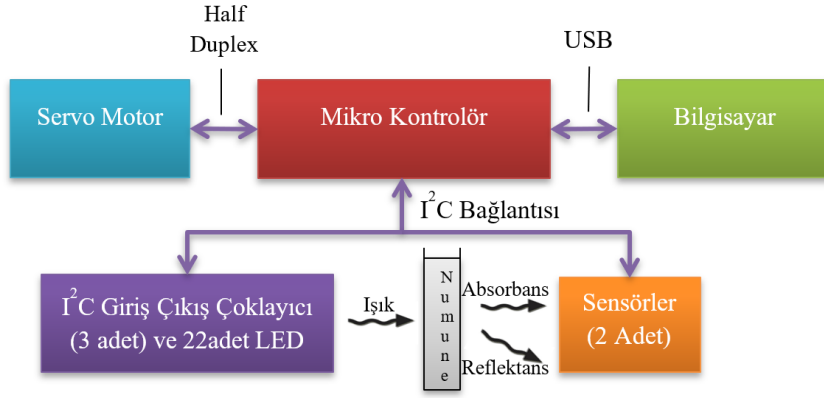 Half
Duplex
USB
Servo Motor
Mikro Kontrolör
Bilgisayar
I²C Bağlantısı
I²C Giriş Çıkış Çoklayıcı
(3 adet) ve 22adet LED
Işık
Numune
Absorbans
Reflektans
Sensörler
(2 Adet)